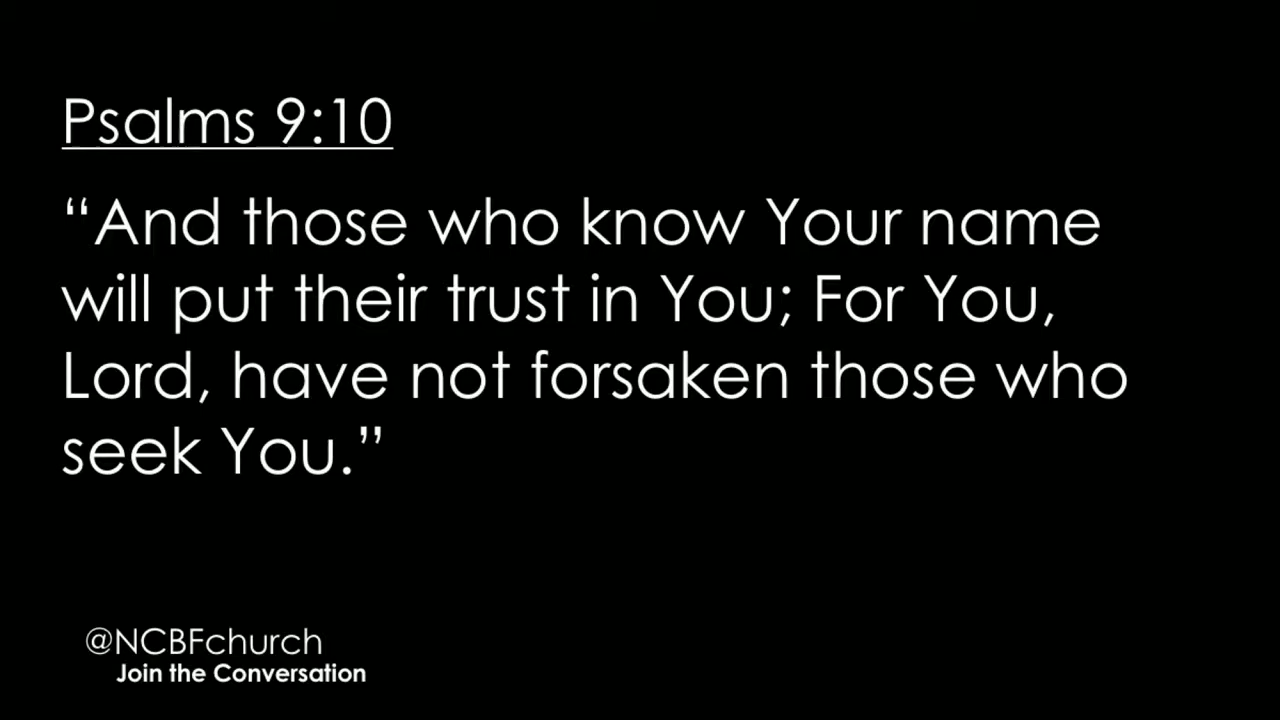 Psalms 9:10
“And those who know Your name
will put their trust in You; For You,
Lord, have not forsaken those who
seek You.”
@NCBFchurch
Join the Conversation